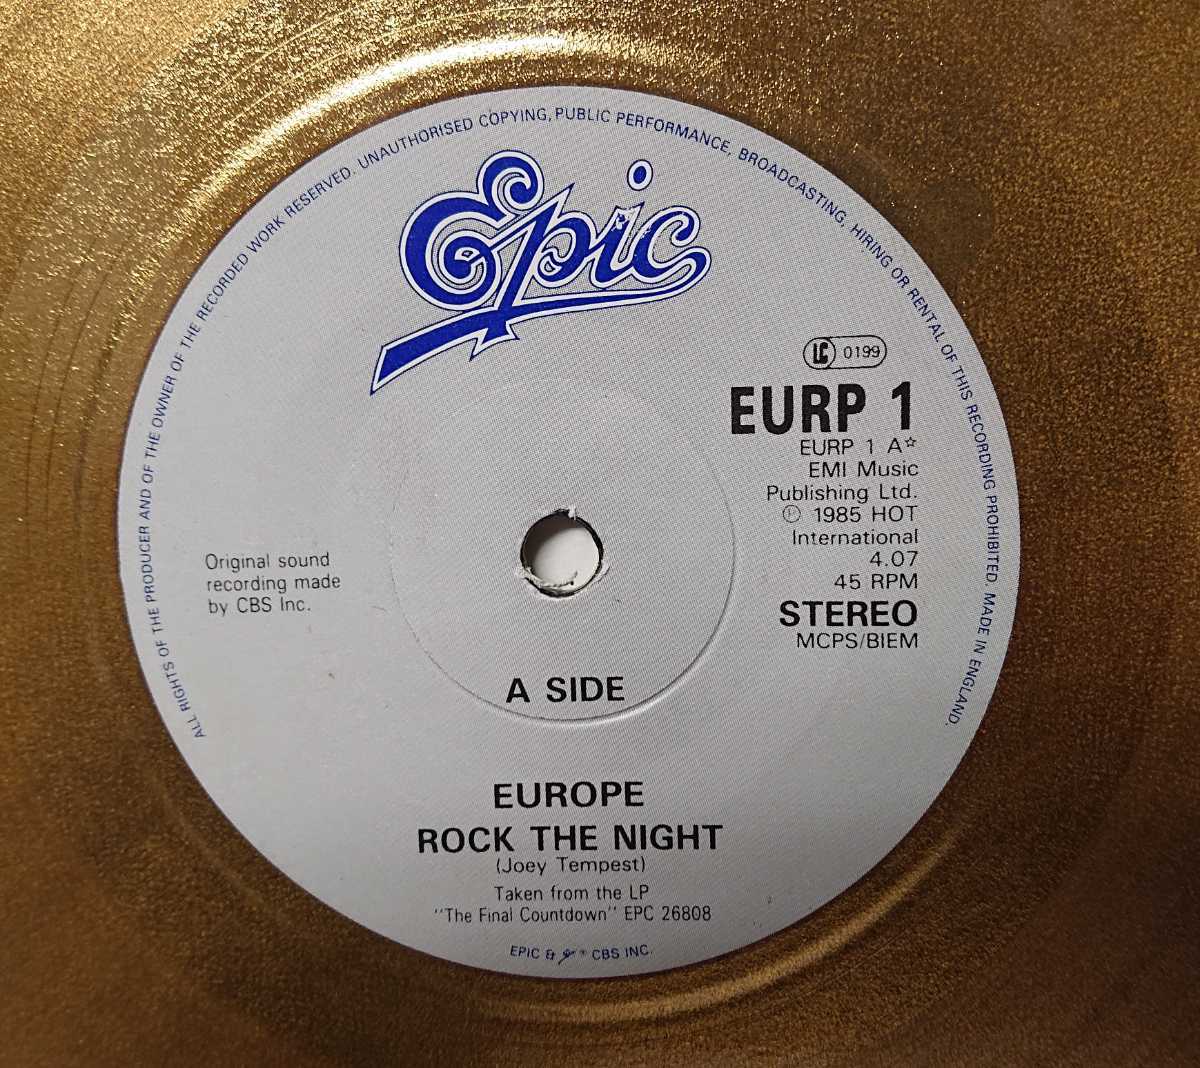 ALL RIGHTS OF THE PRODUCER AND OF THE OWNER OF THE RECORDED WORK RESERVED. UNAUTHORISED COPYING, PUBLIC PERFORMANCE, BROADCASTING, HIRING OR RENTAL OF THIS RECORDING PROHIBITED. MADE IN ENGLAND.
Epic
LC 0199
EURP 1
EURP 1 A☆
EMI Music
Publishing Ltd.
℗ 1985 HOT
International
4.07
45 RPM
STEREO
MCPS/BIEM
Original sound
recording made
by CBS Inc.
A SIDE
EUROPE
ROCK THE NIGHT
(Joey Tempest)
Taken from the LP
"The Final Countdown" EPC 26808
EPIC & ® CBS INC.